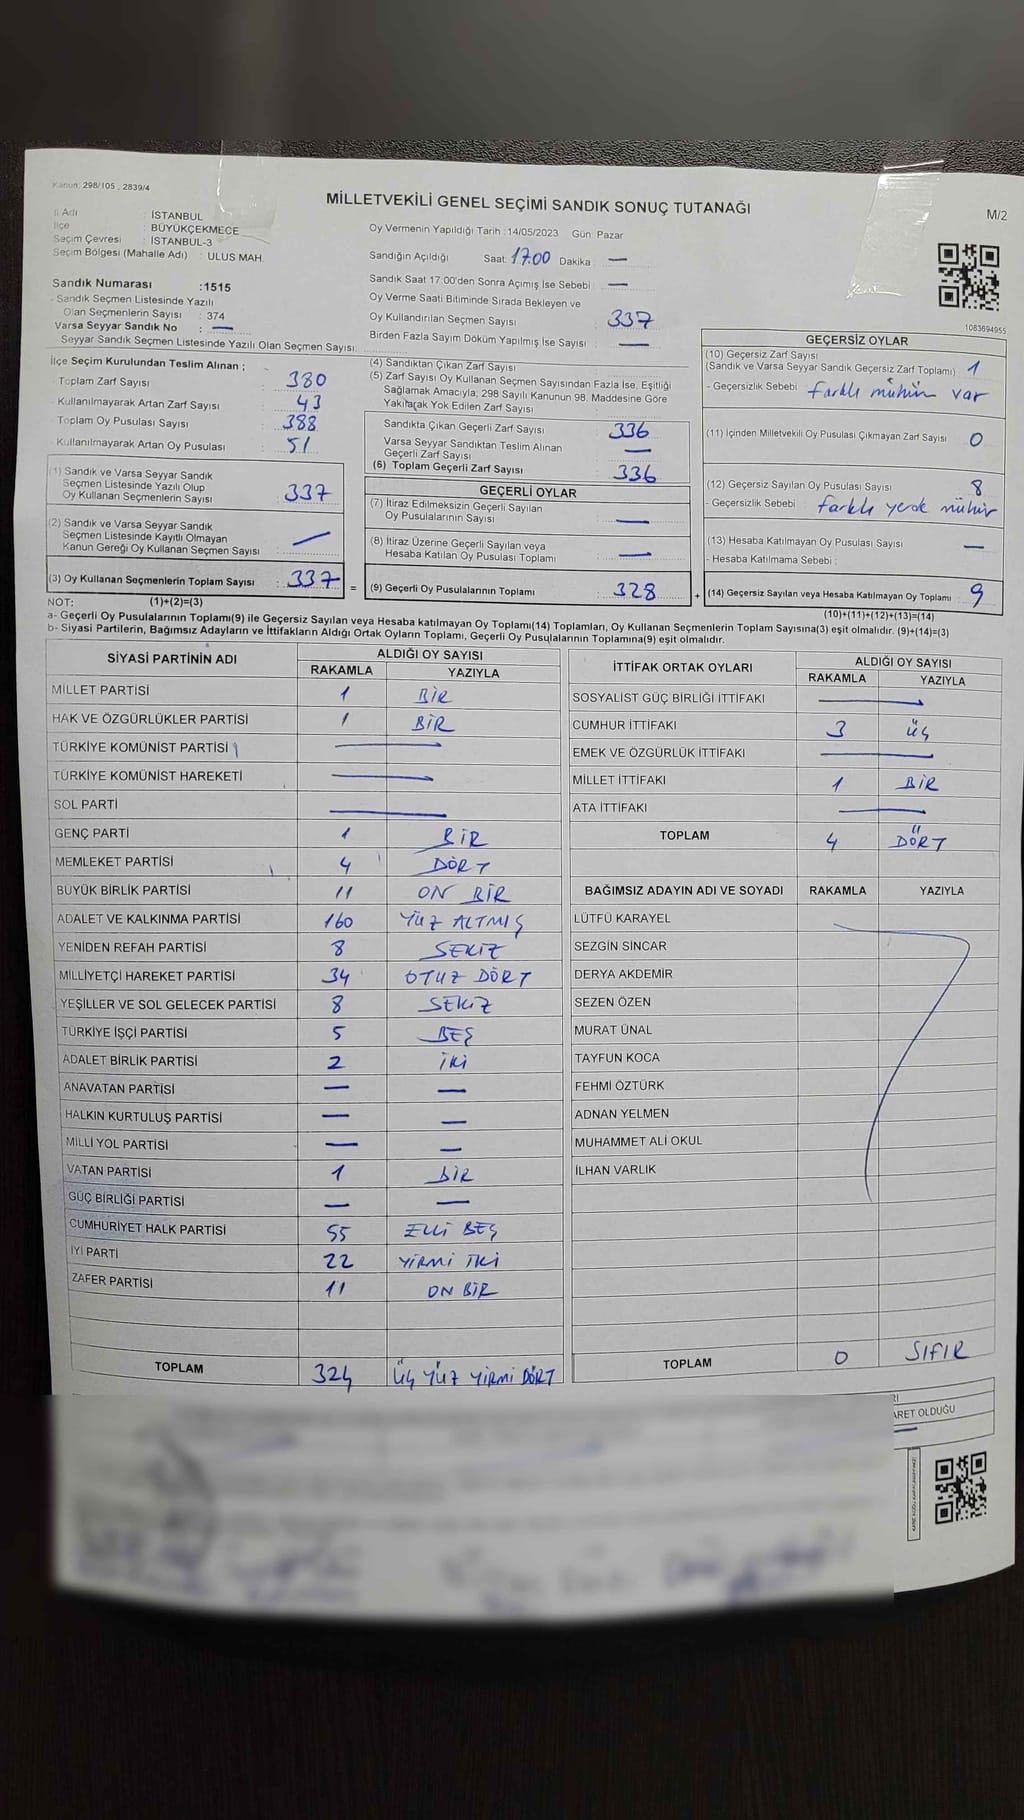 Kanun: 298/105 , 2839/4
MİLLETVEKİLİ GENEL SEÇİMİ SANDIK SONUÇ TUTANAĞI
M/2
İl Adı : İSTANBUL
İlçe : BÜYÜKÇEKMECE
Seçim Çevresi : İSTANBUL-3
Seçim Bölgesi (Mahalle Adı) : ULUS MAH.
Sandık Numarası :1515
- Sandık Seçmen Listesinde Yazılı
Olan Seçmenlerin Sayısı : 374
Varsa Seyyar Sandık No : —
Seyyar Sandık Seçmen Listesinde Yazılı Olan Seçmen Sayısı:
Oy Vermenin Yapıldığı Tarih :14/05/2023 Gün: Pazar
Sandığın Açıldığı Saat: 17.00 Dakika : —
Sandık Saat 17:00'den Sonra Açımış İse Sebebi : —
Oy Verme Saati Bitiminde Sırada Bekleyen ve
Oy Kullandırılan Seçmen Sayısı : 337
Birden Fazla Sayım Döküm Yapılmış İse Sayısı : —
1083694955
İlçe Seçim Kurulundan Teslim Alınan ;
- Toplam Zarf Sayısı : 380
- Kullanılmayarak Artan Zarf Sayısı : 43
Toplam Oy Pusulası Sayısı : 388
- Kullanılmayarak Artan Oy Pusulası : 51
(1) Sandık ve Varsa Seyyar Sandık
Seçmen Listesinde Yazılı Olup
Oy Kullanan Seçmenlerin Sayısı : 337
(2) Sandık ve Varsa Seyyar Sandık
Seçmen Listesinde Kayıtlı Olmayan
Kanun Gereği Oy Kullanan Seçmen Sayısı : —
(3) Oy Kullanan Seçmenlerin Toplam Sayısı : 337 =
(4) Sandıktan Çıkan Zarf Sayısı :
(5) Zarf Sayısı Oy Kullanan Seçmen Sayısından Fazla İse, Eşitliği
Sağlamak Amacıyla; 298 Sayılı Kanunun 98. Maddesine Göre
Yakılarak Yok Edilen Zarf Sayısı :
Sandıkta Çıkan Geçerli Zarf Sayısı : 336
Varsa Seyyar Sandıktan Teslim Alınan
Geçerli Zarf Sayısı : —
(6) Toplam Geçerli Zarf Sayısı : 336
GEÇERLİ OYLAR
(7) İtiraz Edilmeksizin Geçerli Sayılan
Oy Pusulalarının Sayısı : —
(8) İtiraz Üzerine Geçerli Sayılan veya
Hesaba Katılan Oy Pusulası Toplamı : —
(9) Geçerli Oy Pusulalarının Toplamı : 328 +
GEÇERSİZ OYLAR
(10) Geçersiz Zarf Sayısı
(Sandık ve Varsa Seyyar Sandık Geçersiz Zarf Toplamı) : 1
- Geçersizlik Sebebi : farklı mühür var
(11) İçinden Milletvekili Oy Pusulası Çıkmayan Zarf Sayısı : 0
(12) Geçersiz Sayılan Oy Pusulası Sayısı : 8
- Geçersizlik Sebebi : farklı yerde mühür
(13) Hesaba Katılmayan Oy Pusulası Sayısı : —
- Hesaba Katılmama Sebebi :
(14) Geçersiz Sayılan veya Hesaba Katılmayan Oy Toplamı : 9
NOT: (1)+(2)=(3) (10)+(11)+(12)+(13)=(14)
a- Geçerli Oy Pusulalarının Toplamı(9) ile Geçersiz Sayılan veya Hesaba katılmayan Oy Toplamı(14) Toplamları, Oy Kullanan Seçmenlerin Toplam Sayısına(3) eşit olmalıdır. (9)+(14)=(3)
b- Siyasi Partilerin, Bağımsız Adayların ve İttifakların Aldığı Ortak Oyların Toplamı, Geçerli Oy Pusulalarının Toplamına(9) eşit olmalıdır.
SİYASİ PARTİNİN ADI ALDIĞI OY SAYISI
RAKAMLA YAZIYLA
MİLLET PARTİSİ 1 BİR
HAK VE ÖZGÜRLÜKLER PARTİSİ 1 BİR
TÜRKİYE KOMÜNİST PARTİSİ —
TÜRKİYE KOMÜNİST HAREKETİ —
SOL PARTİ —
GENÇ PARTİ 1 BİR
MEMLEKET PARTİSİ 4 DÖRT
BÜYÜK BİRLİK PARTİSİ 11 ON BİR
ADALET VE KALKINMA PARTİSİ 160 YÜZ ALTMIŞ
YENİDEN REFAH PARTİSİ 8 SEKİZ
MİLLİYETÇİ HAREKET PARTİSİ 34 OTUZ DÖRT
YEŞİLLER VE SOL GELECEK PARTİSİ 8 SEKİZ
TÜRKİYE İŞÇİ PARTİSİ 5 BEŞ
ADALET BİRLİK PARTİSİ 2 İKİ
ANAVATAN PARTİSİ — —
HALKIN KURTULUŞ PARTİSİ — —
MİLLİ YOL PARTİSİ — —
VATAN PARTİSİ 1 BİR
GÜÇ BİRLİĞİ PARTİSİ — —
CUMHURİYET HALK PARTİSİ 55 ELLİ BEŞ
İYİ PARTİ 22 YİRMİ İKİ
ZAFER PARTİSİ 11 ON BİR
TOPLAM 324 ÜÇ YÜZ YİRMİ DÖRT
İTTİFAK ORTAK OYLARI ALDIĞI OY SAYISI
RAKAMLA YAZIYLA
SOSYALİST GÜÇ BİRLİĞİ İTTİFAKI —
CUMHUR İTTİFAKI 3 ÜÇ
EMEK VE ÖZGÜRLÜK İTTİFAKI —
MİLLET İTTİFAKI 1 BİR
ATA İTTİFAKI —
TOPLAM 4 DÖRT
BAĞIMSIZ ADAYIN ADI VE SOYADI RAKAMLA YAZIYLA
LÜTFÜ KARAYEL
SEZGİN SİNCAR
DERYA AKDEMİR
SEZEN ÖZEN
MURAT ÜNAL
TAYFUN KOCA
FEHMİ ÖZTÜRK
ADNAN YELMEN
MUHAMMET ALİ OKUL
İLHAN VARLIK
TOPLAM 0 SIFIR
ARET OLDUĞU